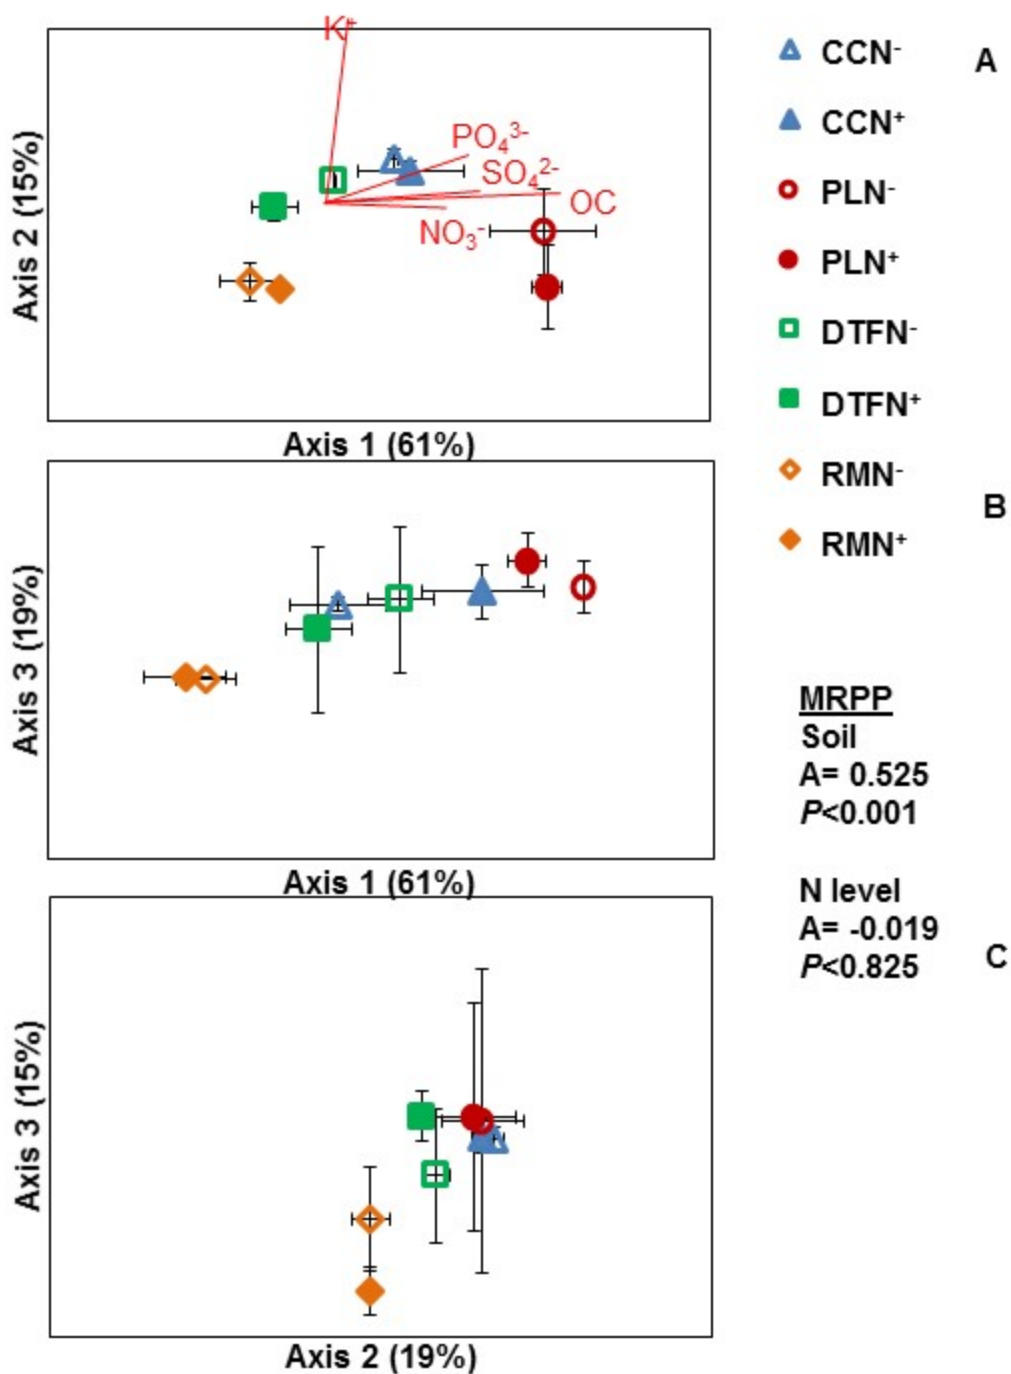 K⁺
PO₄³⁻
SO₄²⁻
OC
NO₃⁻
Axis 2 (15%)
Axis 1 (61%)
A
CCN⁻
CCN⁺
PLN⁻
PLN⁺
DTFN⁻
DTFN⁺
RMN⁻
RMN⁺
Axis 3 (19%)
Axis 1 (61%)
B
MRPP
Soil
A= 0.525
P<0.001
N level
A= -0.019
P<0.825
Axis 3 (15%)
Axis 2 (19%)
C